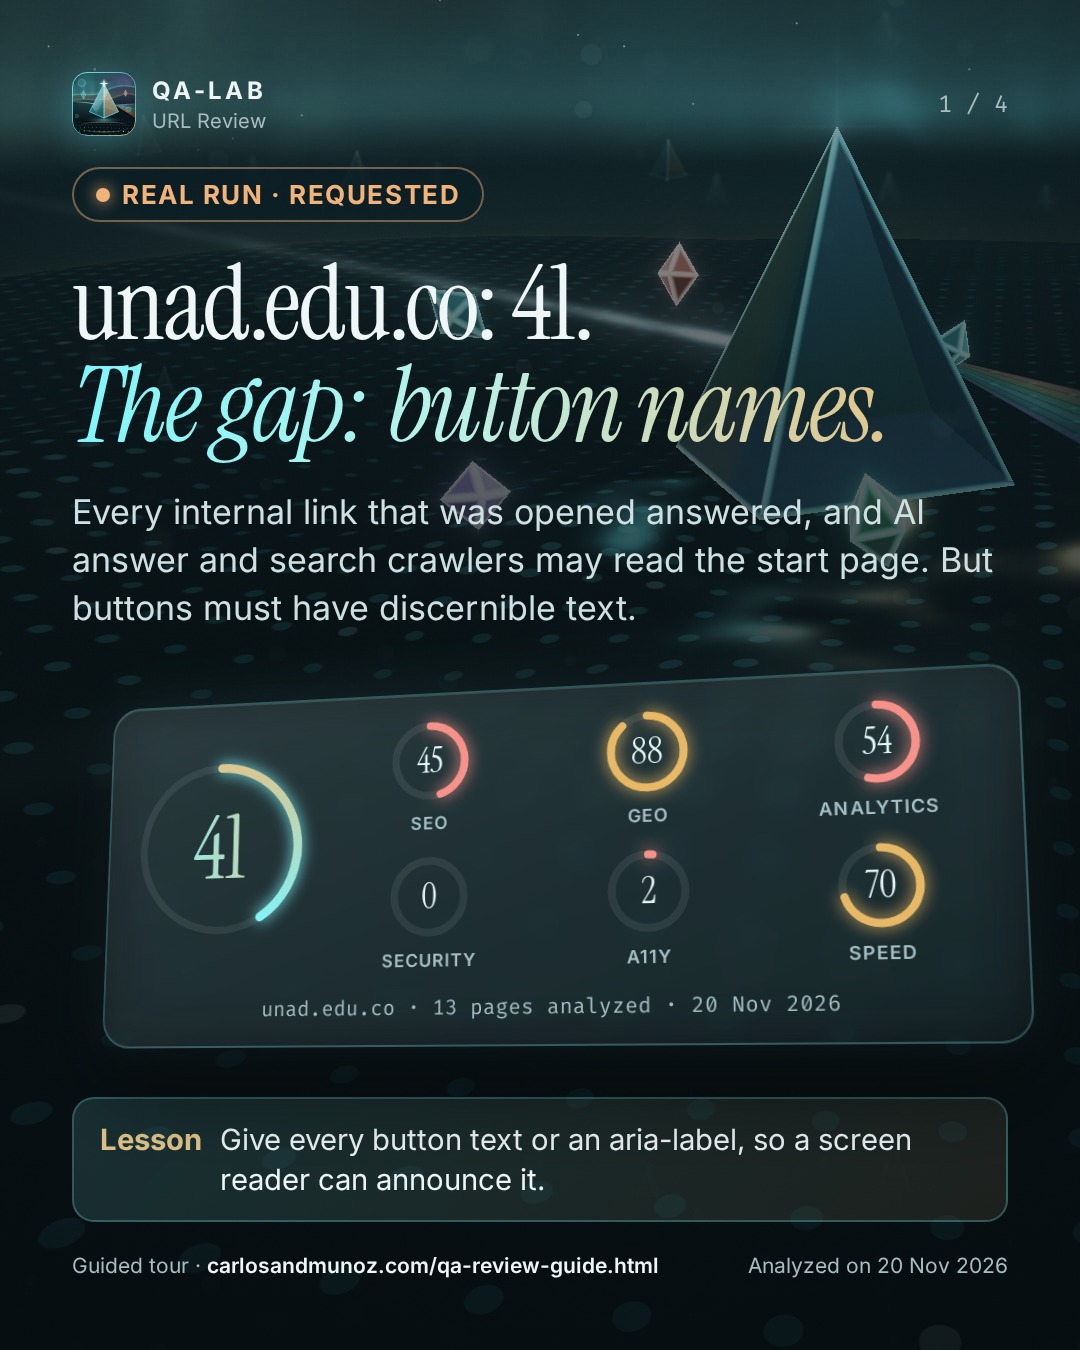 QA-LAB
URL Review
1 / 4
REAL RUN · REQUESTED
unad.edu.co: 41.
The gap: button names.
Every internal link that was opened answered, and AI
answer and search crawlers may read the start page. But
buttons must have discernible text.
41
45
SEO
88
GEO
54
ANALYTICS
0
SECURITY
2
A11Y
70
SPEED
unad.edu.co · 13 pages analyzed · 20 Nov 2026
Lesson Give every button text or an aria-label, so a screen
reader can announce it.
Guided tour · carlosandmunoz.com/qa-review-guide.html
Analyzed on 20 Nov 2026